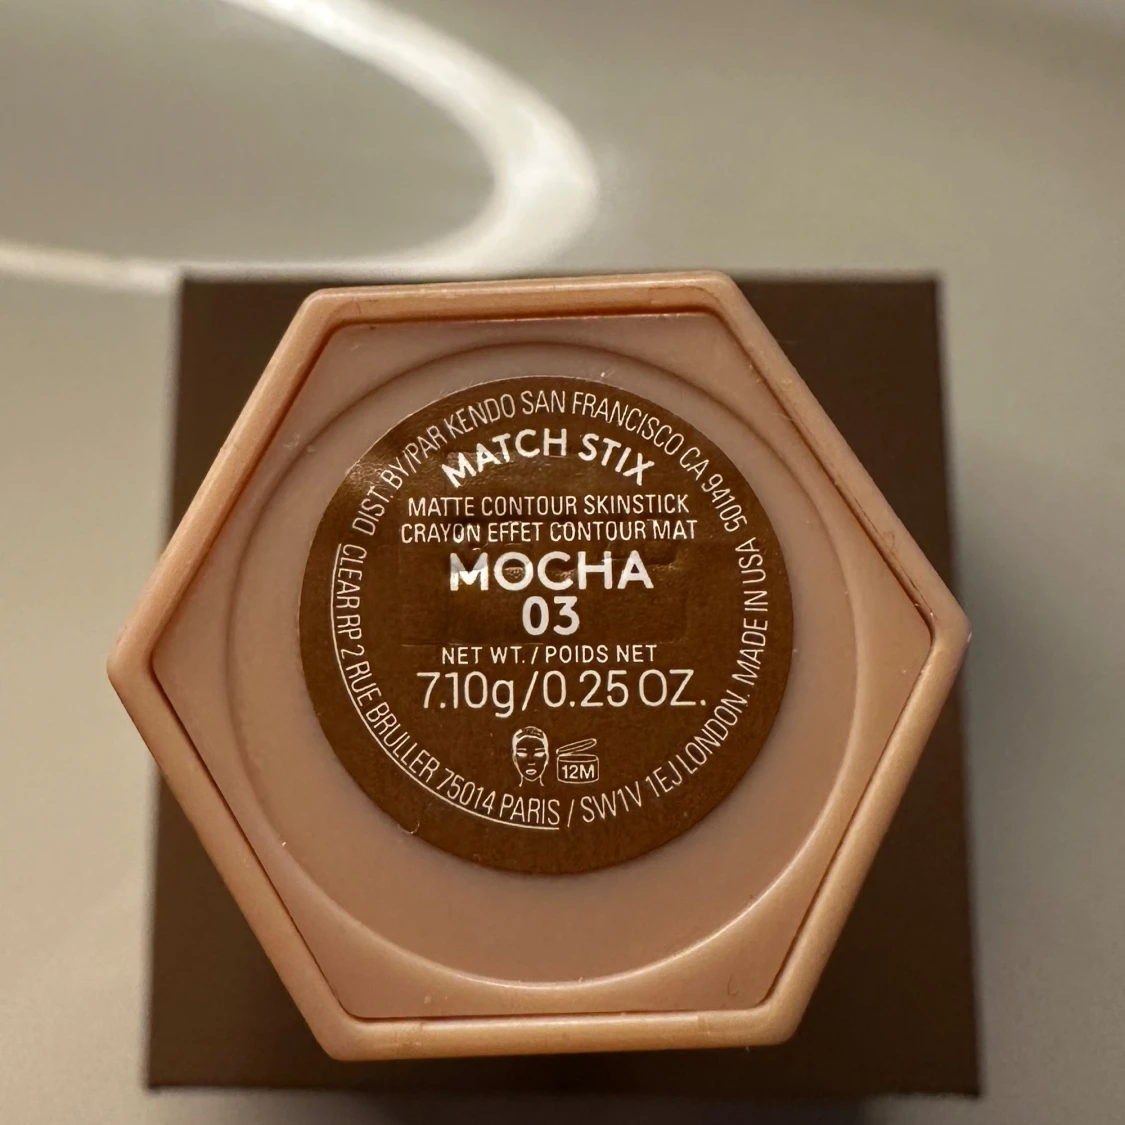 DIST. BY/PAR KENDO SAN FRANCISCO CA 94105
MATCH STIX
MATTE CONTOUR SKINSTICK
CRAYON EFFET CONTOUR MAT
MOCHA
03
NET WT. / POIDS NET
7.10g/0.25 OZ.
12M
CLEAR RP 2 RUE BRULLER 75014 PARIS / SW1V 1EJ LONDON. MADE IN USA